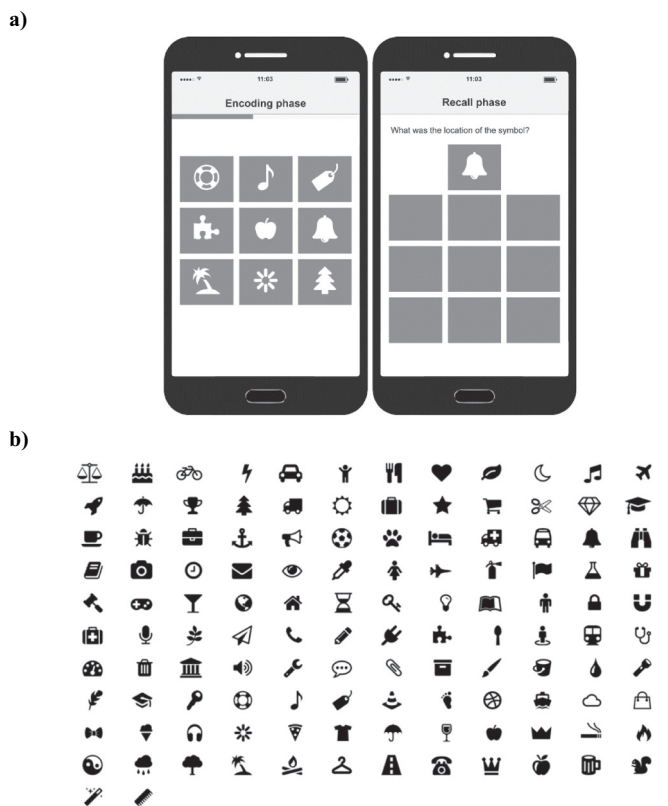 a)
11:03
Encoding phase
11:03
Recall phase
What was the location of the symbol?
b)